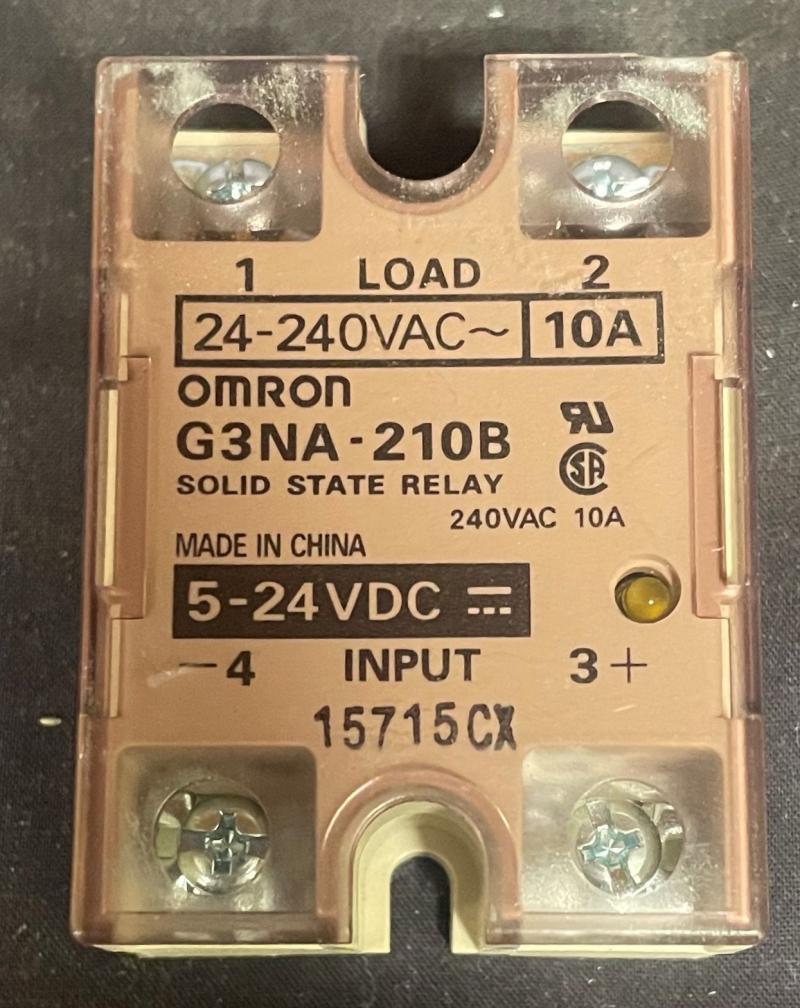 1 LOAD 2
24-240VAC~ 10A
OMRON
G3NA-210B
SOLID STATE RELAY
240VAC 10A
MADE IN CHINA
5-24VDC ⎓
-4 INPUT 3+
15715CX